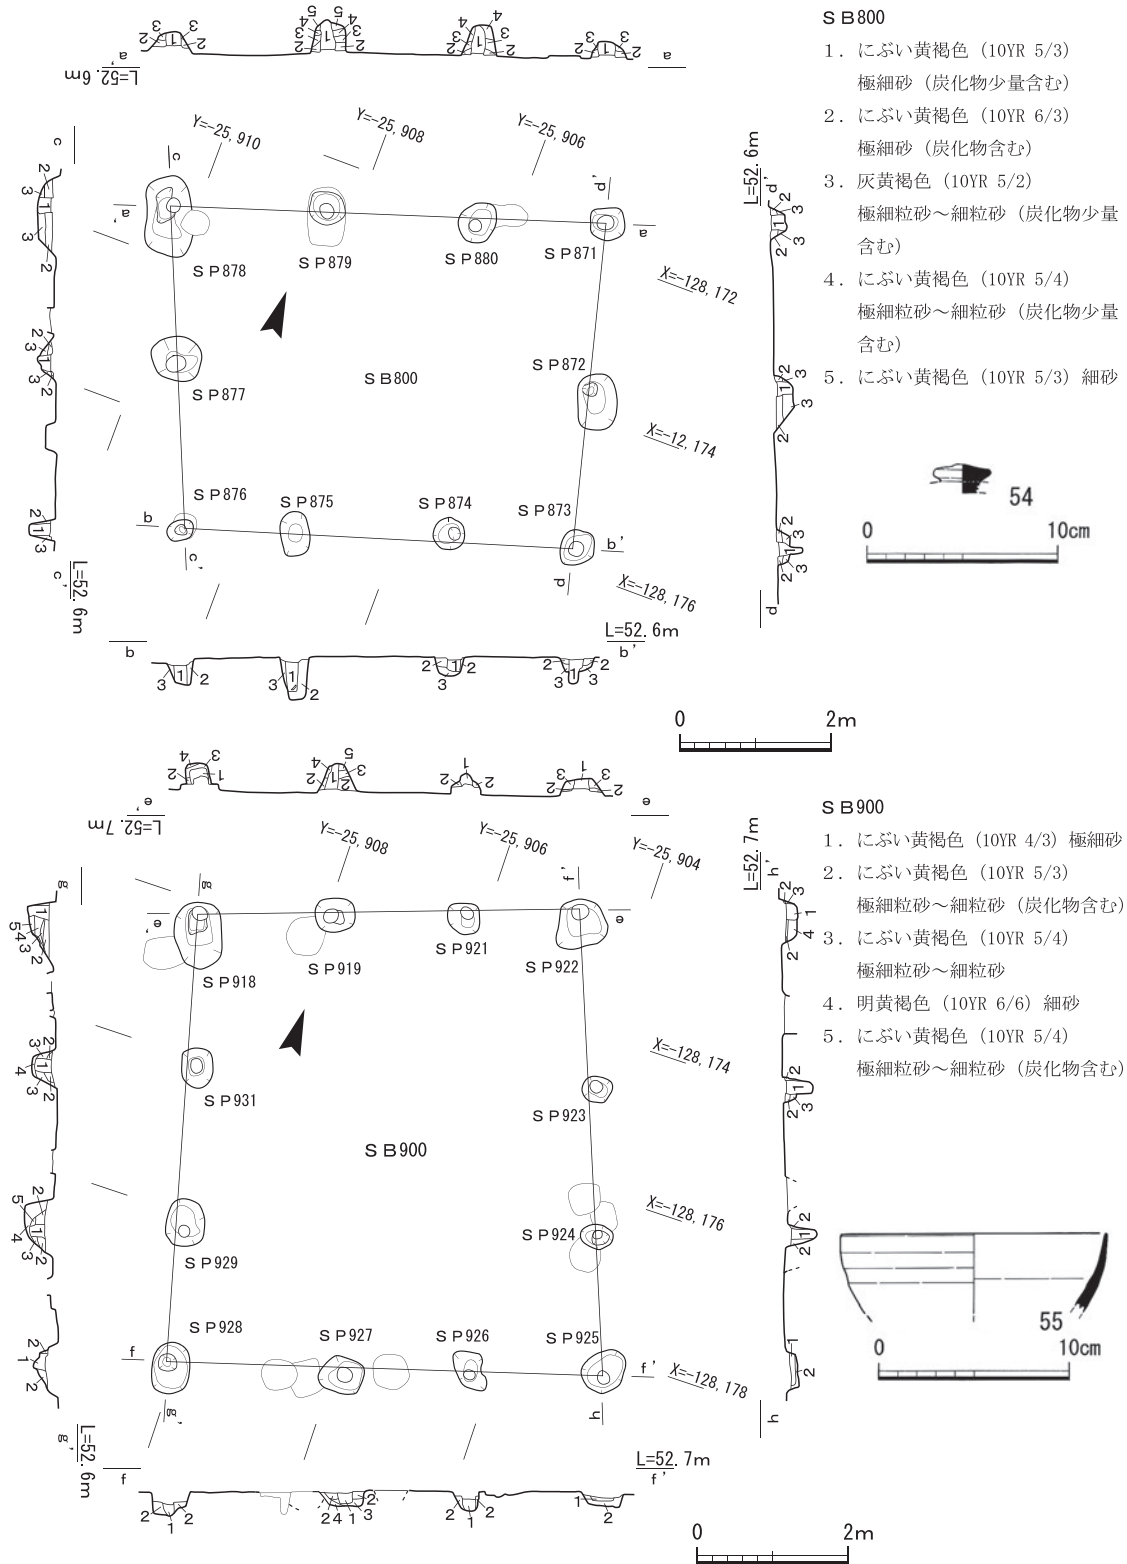 SB800
1．にぶい黄褐色（10YR 5/3）
極細砂（炭化物少量含む）
2．にぶい黄褐色（10YR 6/3）
極細砂（炭化物含む）
3．灰黄褐色（10YR 5/2）
極細粒砂～細粒砂（炭化物少量
含む）
4．にぶい黄褐色（10YR 5/4）
極細粒砂～細粒砂（炭化物少量
含む）
5．にぶい黄褐色（10YR 5/3）細砂
54
0 10cm
L=52.6m
a' a
Y=-25,910
Y=-25,908
Y=-25,906
c
d'
a'
a
SP878
SP879
SP880
SP871
X=-128,172
SP872
SB800
SP877
X=-12,174
SP876
SP875
SP874
SP873
b
b'
c'
d
X=-128,176
L=52.6m
c
c'
L=52.6m
d'
d
L=52.6m
b
b'
0 2m
SB900
1．にぶい黄褐色（10YR 4/3）極細砂
2．にぶい黄褐色（10YR 5/3）
極細粒砂～細粒砂（炭化物含む）
3．にぶい黄褐色（10YR 5/4）
極細粒砂～細粒砂
4．明黄褐色（10YR 6/6）細砂
5．にぶい黄褐色（10YR 5/4）
極細粒砂～細粒砂（炭化物含む）
55
0 10cm
L=52.7m
e' e
Y=-25,908
Y=-25,906
Y=-25,904
g
f'
e'
e
SP918
SP919
SP921
SP922
X=-128,174
SP931
SP923
SB900
X=-128,176
SP924
SP929
SP928
SP927
SP926
SP925
f
f'
g'
h
X=-128,178
L=52.6m
g
g'
L=52.7m
h'
h
L=52.7m
f
f'
0 2m